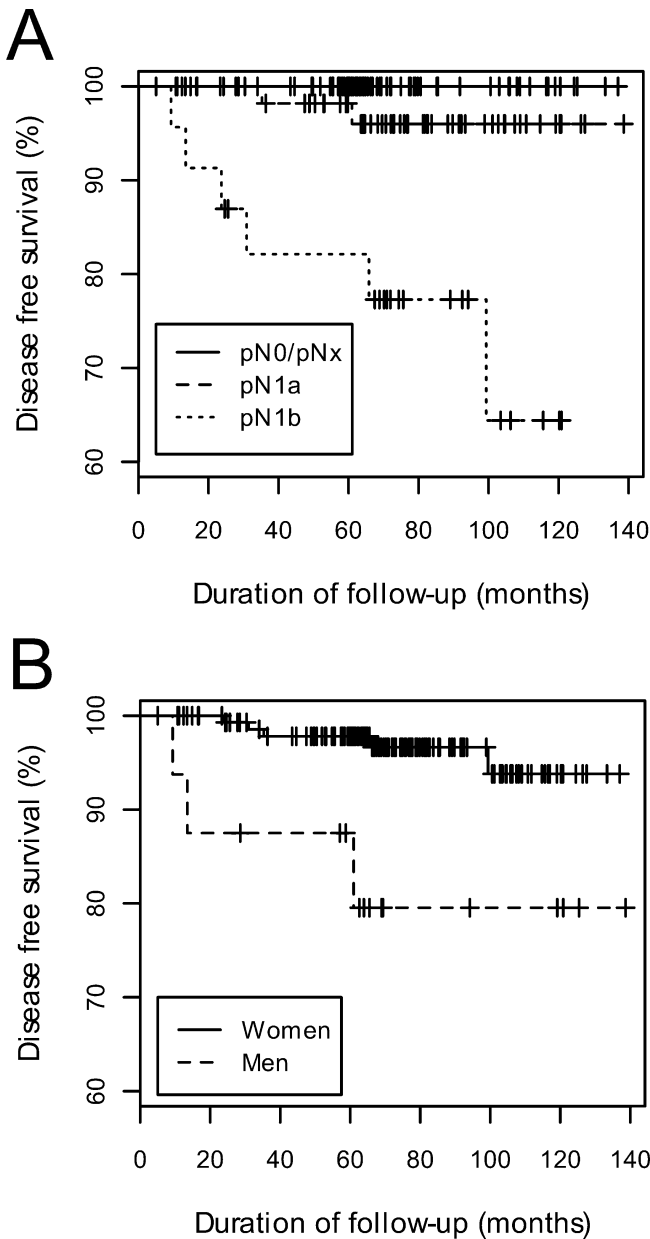 A
Disease free survival (%)
100
90
80
70
60
pN0/pNx
pN1a
pN1b
0 20 40 60 80 100 120 140
Duration of follow-up (months)
B
Disease free survival (%)
100
90
80
70
60
Women
Men
0 20 40 60 80 100 120 140
Duration of follow-up (months)